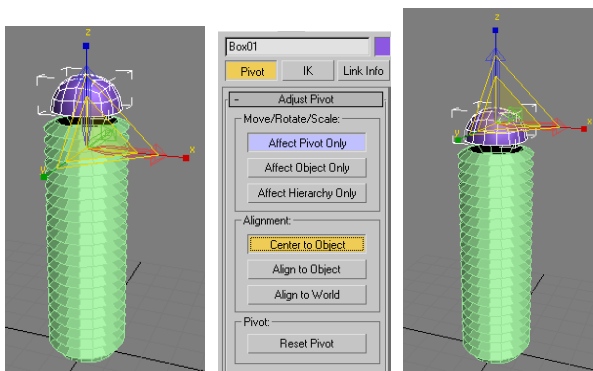 z
x
y
Box01
Pivot IK Link Info
- Adjust Pivot
Move/Rotate/Scale:
Affect Pivot Only
Affect Object Only
Affect Hierarchy Only
Alignment:
Center to Object
Align to Object
Align to World
Pivot:
Reset Pivot
z
x
y